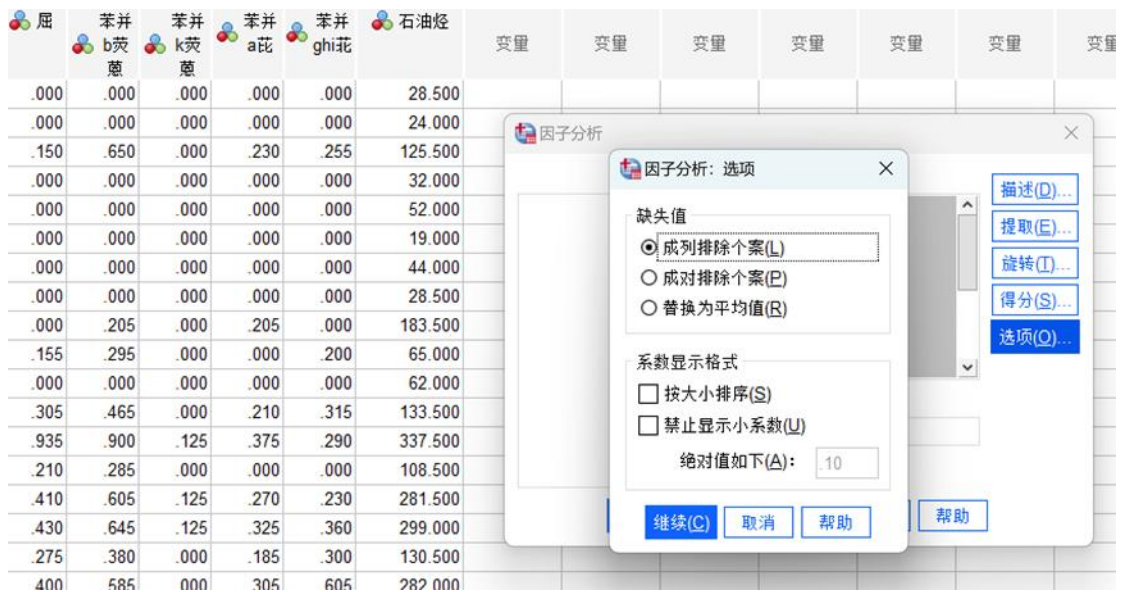 屈 苯并 苯并 苯并 苯并 石油烃
b荧 k荧 a芘 ghi苝 变量 变量 变量 变量 变量 变量 变量
蒽 蒽
.000 .000 .000 .000 .000 28.500
.000 .000 .000 .000 .000 24.000
.150 .650 .000 .230 .255 125.500
.000 .000 .000 .000 .000 32.000
.000 .000 .000 .000 .000 52.000
.000 .000 .000 .000 .000 19.000
.000 .000 .000 .000 .000 44.000
.000 .000 .000 .000 .000 28.500
.000 .205 .000 .205 .000 183.500
.155 .295 .000 .000 .200 65.000
.000 .000 .000 .000 .000 62.000
.305 .465 .000 .210 .315 133.500
.935 .900 .125 .375 .290 337.500
.210 .285 .000 .000 .000 108.500
.410 .605 .125 .270 .230 281.500
.430 .645 .125 .325 .360 299.000
.275 .380 .000 .185 .300 130.500
.400 .585 .000 .305 .605 282.000
因子分析
描述(D)...
提取(E)...
旋转(T)...
得分(S)...
选项(O)...
帮助
因子分析：选项
缺失值
成列排除个案(L)
成对排除个案(P)
替换为平均值(R)
系数显示格式
按大小排序(S)
禁止显示小系数(U)
绝对值如下(A)： .10
继续(C) 取消 帮助